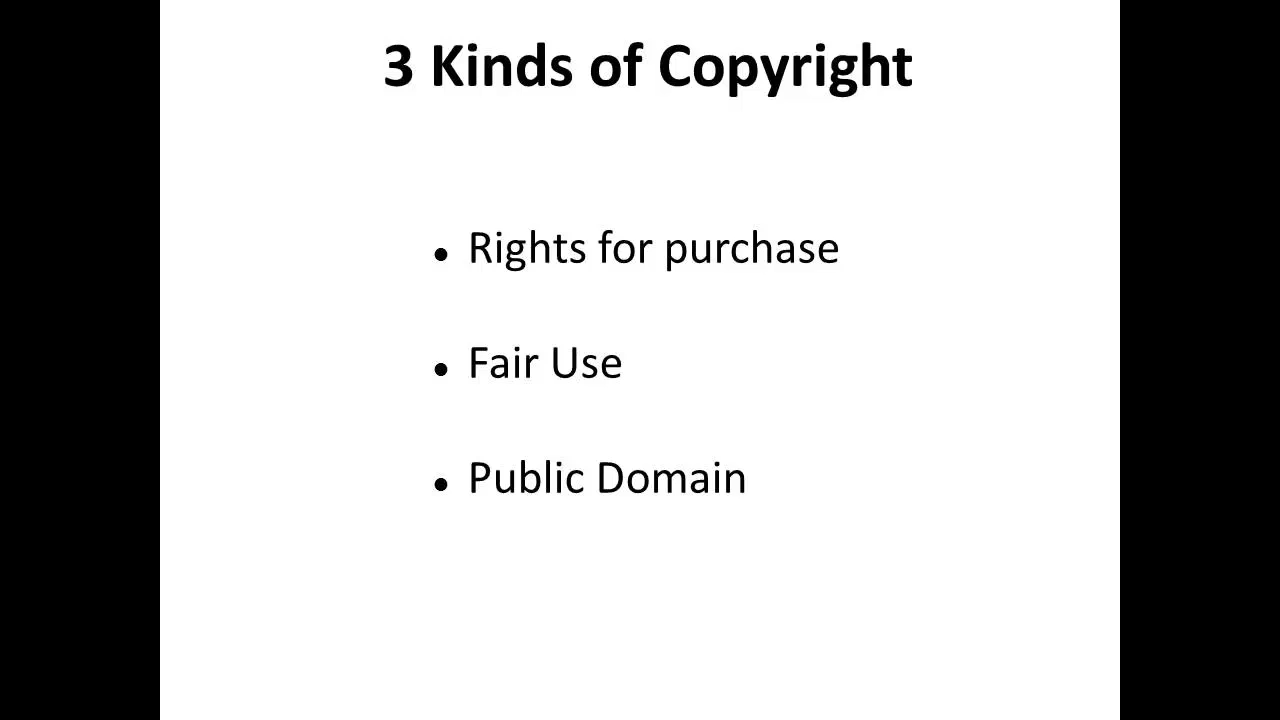 3 Kinds of Copyright
• Rights for purchase
• Fair Use
• Public Domain